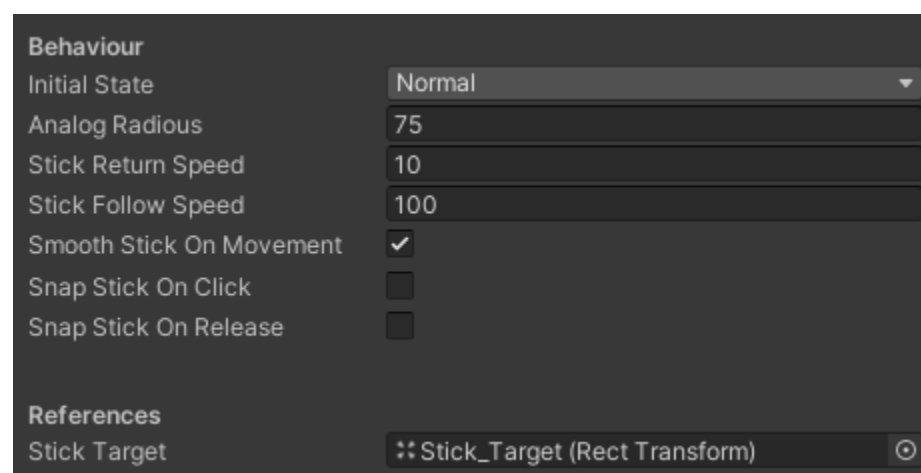 Behaviour
Initial State Normal
Analog Radious 75
Stick Return Speed 10
Stick Follow Speed 100
Smooth Stick On Movement
Snap Stick On Click
Snap Stick On Release
References
Stick Target Stick_Target (Rect Transform)